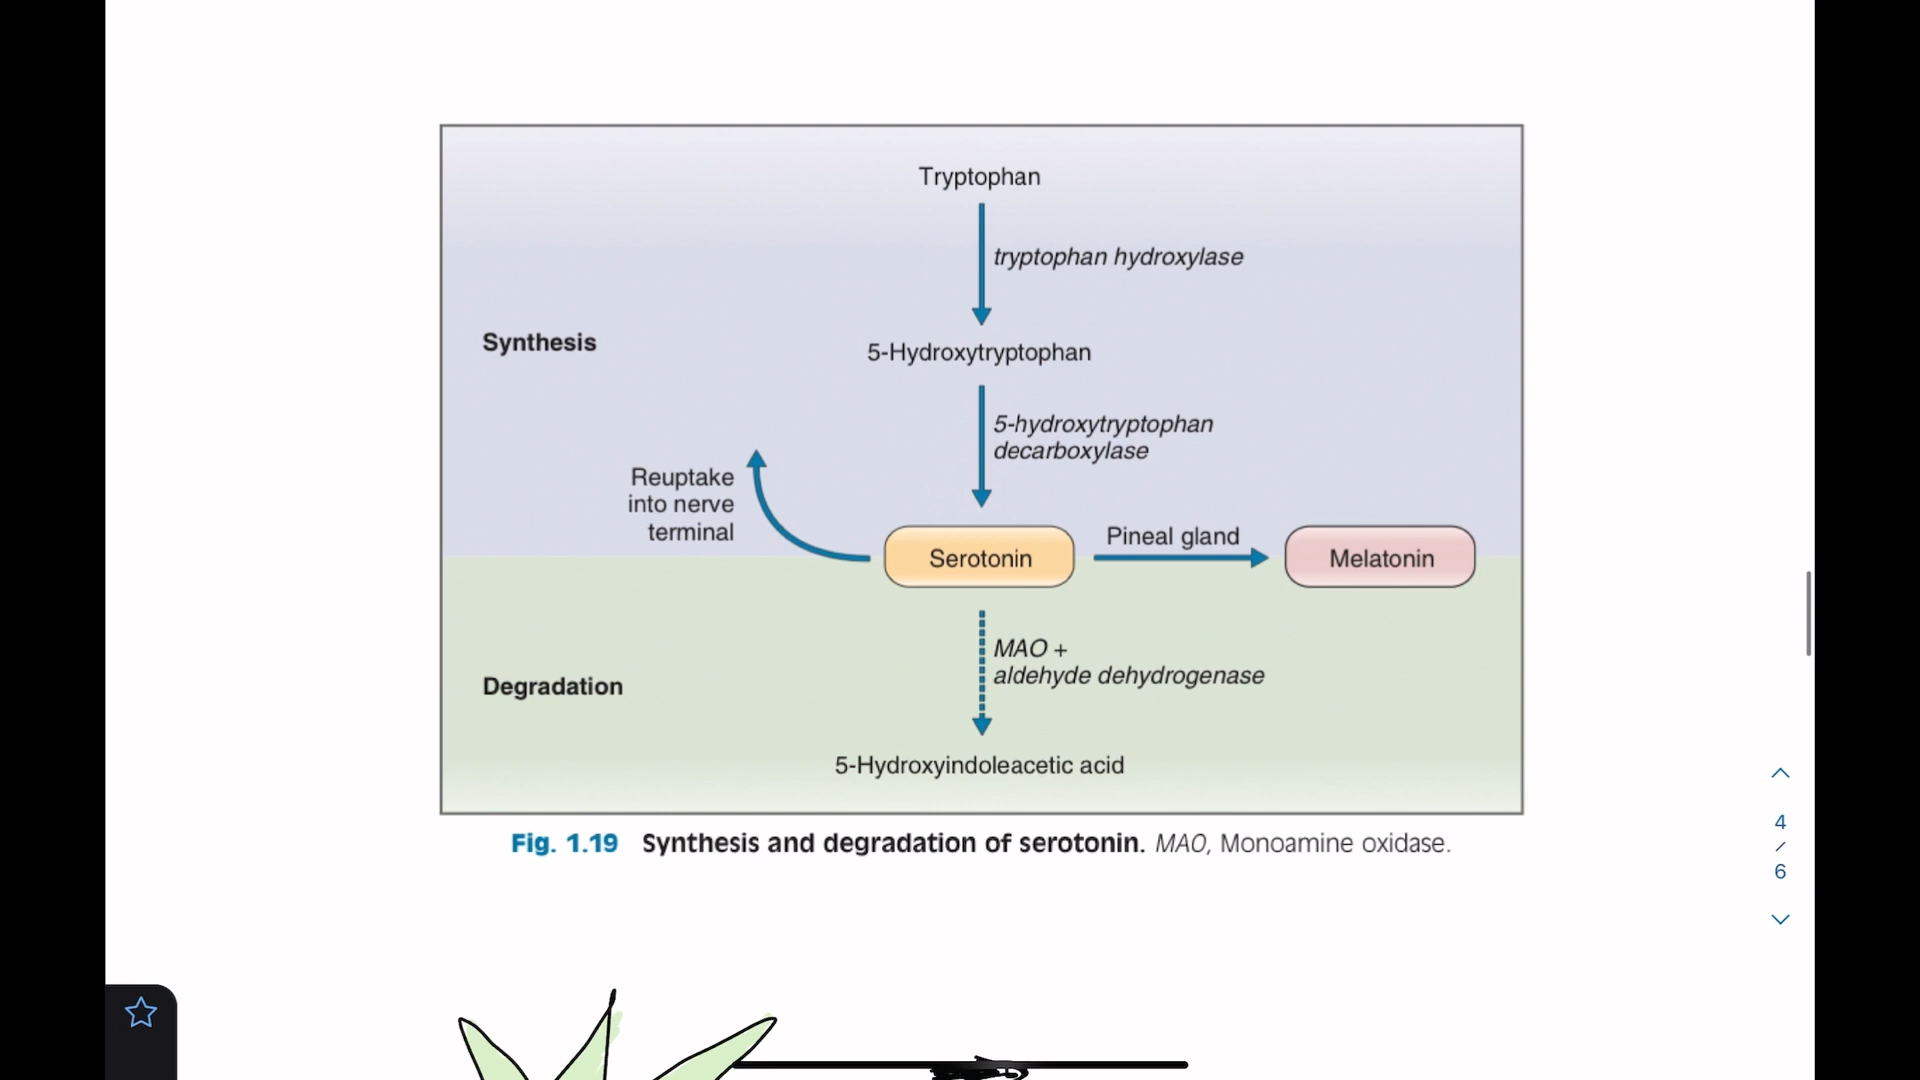 Tryptophan
tryptophan hydroxylase
Synthesis
5-Hydroxytryptophan
5-hydroxytryptophan
decarboxylase
Reuptake
into nerve
terminal
Serotonin
Pineal gland
Melatonin
MAO +
aldehyde dehydrogenase
Degradation
5-Hydroxyindoleacetic acid
Fig. 1.19 Synthesis and degradation of serotonin. MAO, Monoamine oxidase.
4
/
6